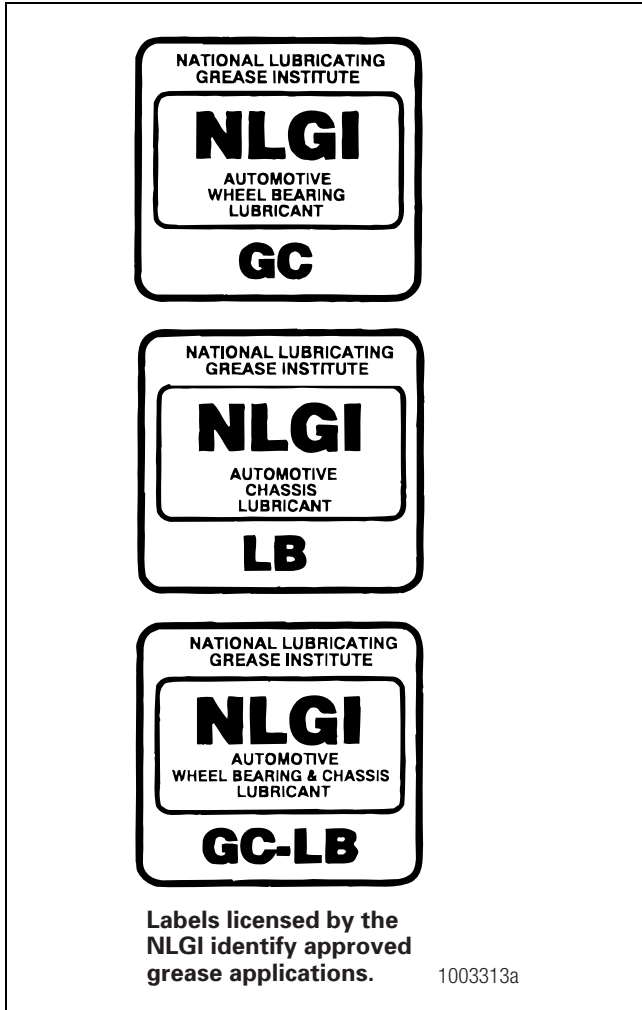 NATIONAL LUBRICATING
GREASE INSTITUTE
NLGI
AUTOMOTIVE
WHEEL BEARING
LUBRICANT
GC
NATIONAL LUBRICATING
GREASE INSTITUTE
NLGI
AUTOMOTIVE
CHASSIS
LUBRICANT
LB
NATIONAL LUBRICATING
GREASE INSTITUTE
NLGI
AUTOMOTIVE
WHEEL BEARING & CHASSIS
LUBRICANT
GC-LB
Labels licensed by the
NLGI identify approved
grease applications.
1003313a